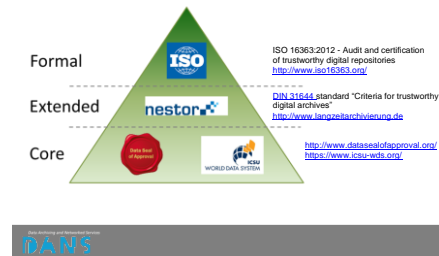 Formal
ISO
ISO 16363:2012 - Audit and certification
of trustworthy digital repositories
http://www.iso16363.org/
Extended
nestor
DIN 31644 standard “Criteria for trustworthy
digital archives”
http://www.langzeitarchivierung.de
Core
Data Seal
of Approval
ICSU
WORLD DATA SYSTEM
http://www.datasealofapproval.org/
https://www.icsu-wds.org/
Data Archiving and Networked Services
DANS